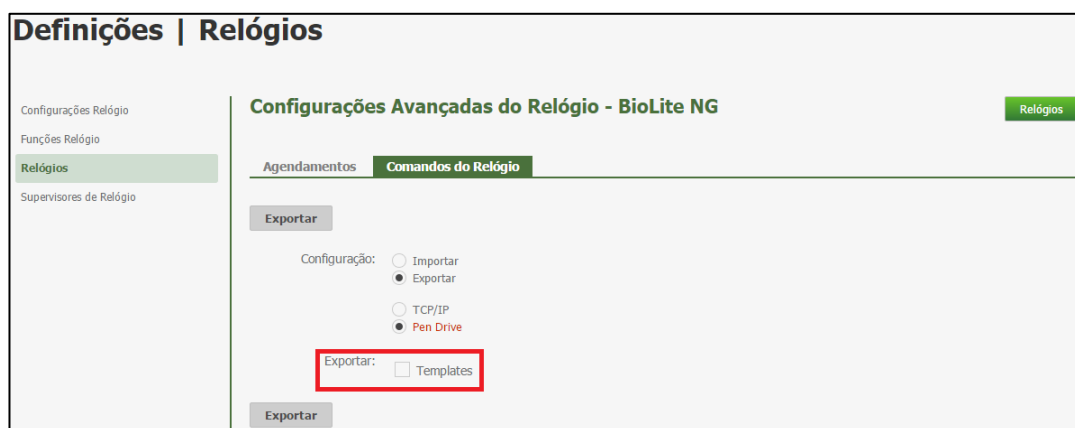 Definições | Relógios
Configurações Relógio
Funções Relógio
Relógios
Supervisores de Relógio
Configurações Avançadas do Relógio - BioLite NG
Relógios
Agendamentos Comandos do Relógio
Exportar
Configuração: Importar
Exportar
TCP/IP
Pen Drive
Exportar: Templates
Exportar